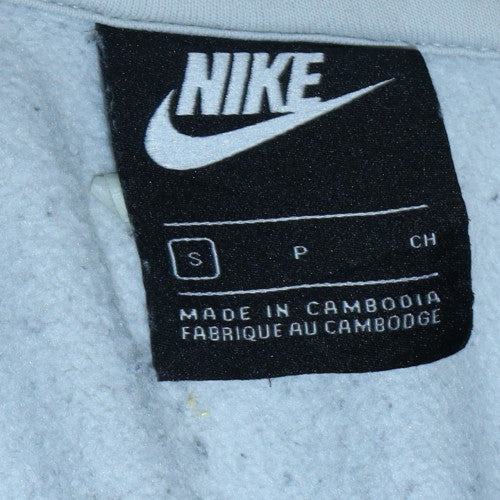 NIKE
S P CH
MADE IN CAMBODIA
FABRIQUE AU CAMBODGE